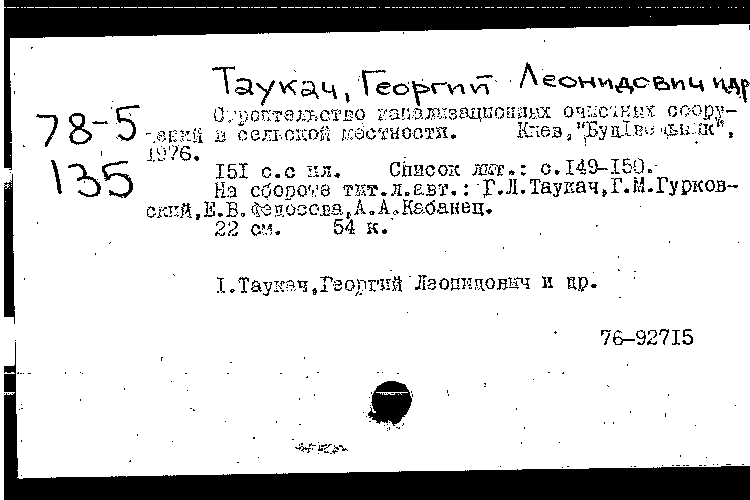 Таукач, Георгий Леонидович и др
78-5
135
Строительство канализационных очистных соору-
жений в сельской местности. Киев, "Будiвельник",
1976.
151 с.с ил. Список лит.: с.149-150.
На обороте тит.л.авт.: Г.Л.Таукач, Г.М.Гурков-
ский, Е.В.Федосова, А.А.Кабанец.
22 см. 54 к.
I.Таукач, Георгий Леонидович и др.
76-92715